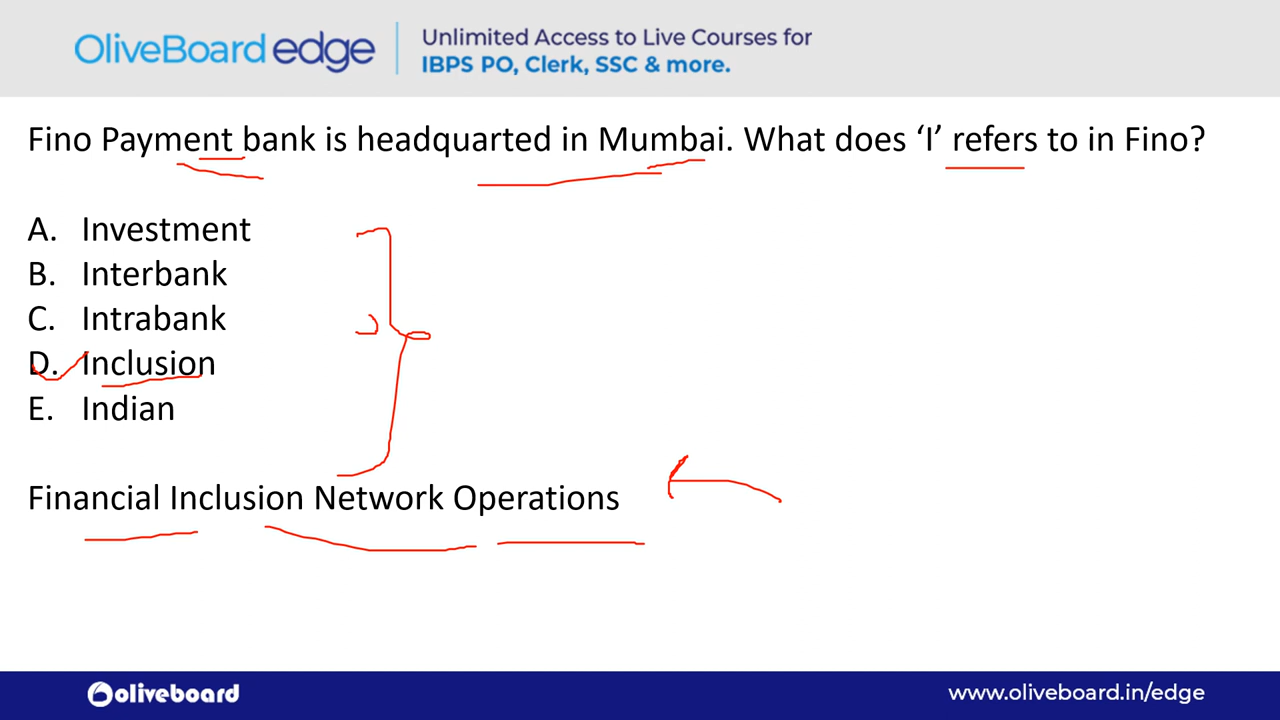 OliveBoard edge
Unlimited Access to Live Courses for
IBPS PO, Clerk, SSC & more.
Fino Payment bank is headquarted in Mumbai. What does ‘I’ refers to in Fino?
A. Investment
B. Interbank
C. Intrabank
D. Inclusion
E. Indian
Financial Inclusion Network Operations
oliveboard
www.oliveboard.in/edge